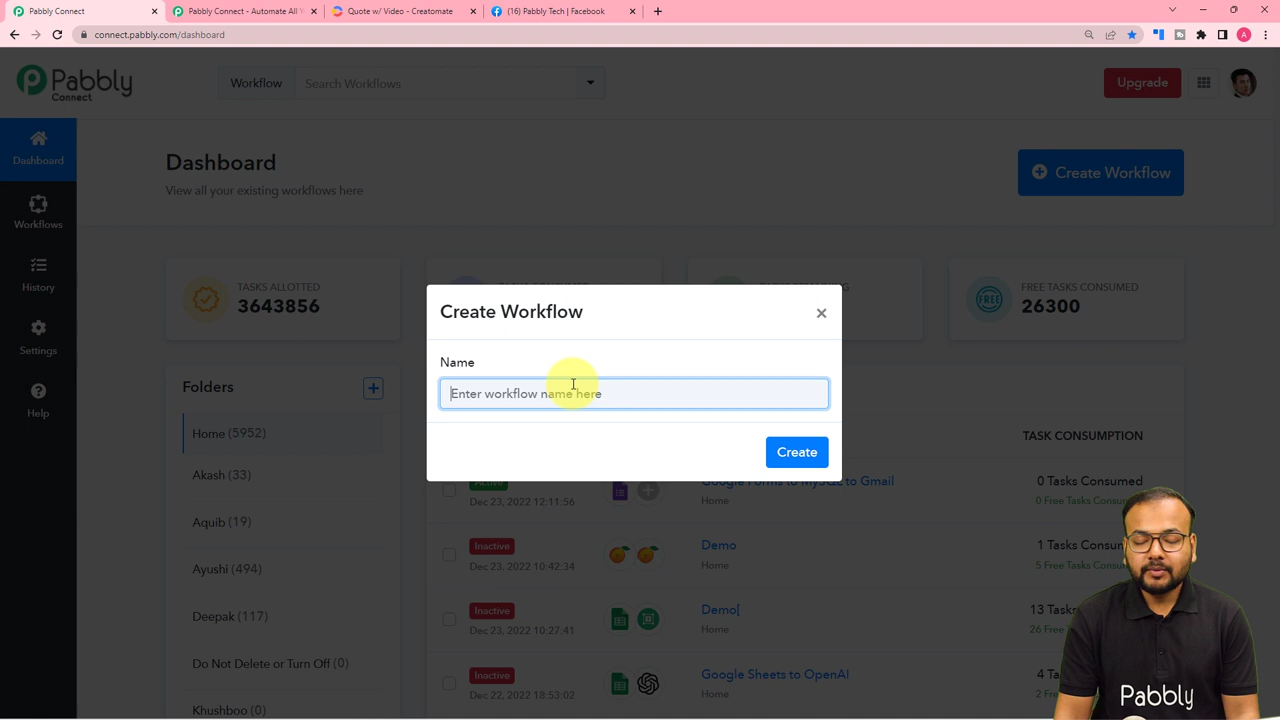 Pabbly Connect
Pabbly Connect - Automate All
Quote w/ Video - Creatomate
(16) Pabbly Tech | Facebook
connect.pabbly.com/dashboard
A
Pabbly
Connect
Workflow
Search Workflows
Upgrade
Dashboard
Workflows
History
Settings
Help
Dashboard
View all your existing workflows here
Create Workflow
TASKS ALLOTTED
3643856
FREE TASKS CONSUMED
26300
FREE
Create Workflow
×
Name
Enter workflow name here
Create
Folders
Home (5952)
Akash (33)
Aquib (19)
Ayushi (494)
Deepak (117)
Do Not Delete or Turn Off (0)
Khushboo (0)
TASK CONSUMPTION
Dec 23, 2022 12:11:56
Google Forms to MySQL to Gmail
Home
0 Tasks Consumed
0 Free Tasks
Inactive
Dec 23, 2022 10:42:34
Demo
Home
1 Tasks
5 Free Tasks
Inactive
Dec 23, 2022 10:27:41
Demo[
Home
13
26 Free
Inactive
Dec 22, 2022 18:53:02
Google Sheets to OpenAI
Home
4
2
Pabbly